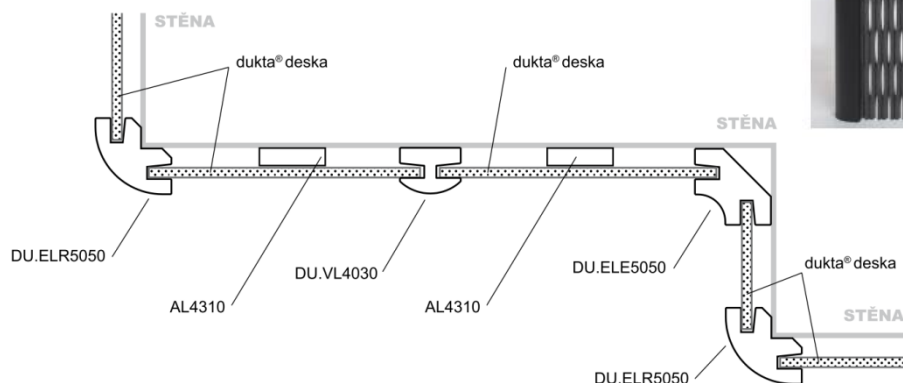 STĚNA
dukta® deska
dukta® deska
STĚNA
DU.ELR5050
DU.VL4030
DU.ELE5050
dukta® deska
AL4310
AL4310
STĚNA
DU.ELR5050